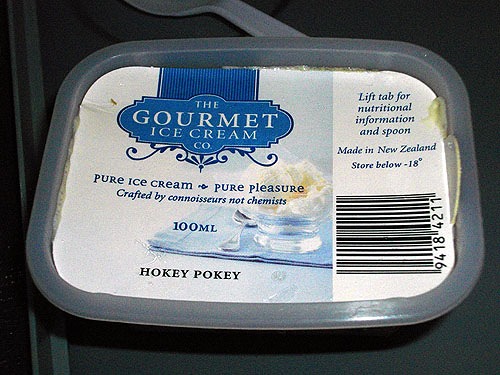 THE
GOURMET
ICE CREAM
CO.
PURE ICE CREAM PURE PLEASURE
Crafted by connoisseurs not chemists
100ML
HOKEY POKEY
Lift tab for
nutritional
information
and spoon
Made in New Zealand
Store below -18°
9418 4211